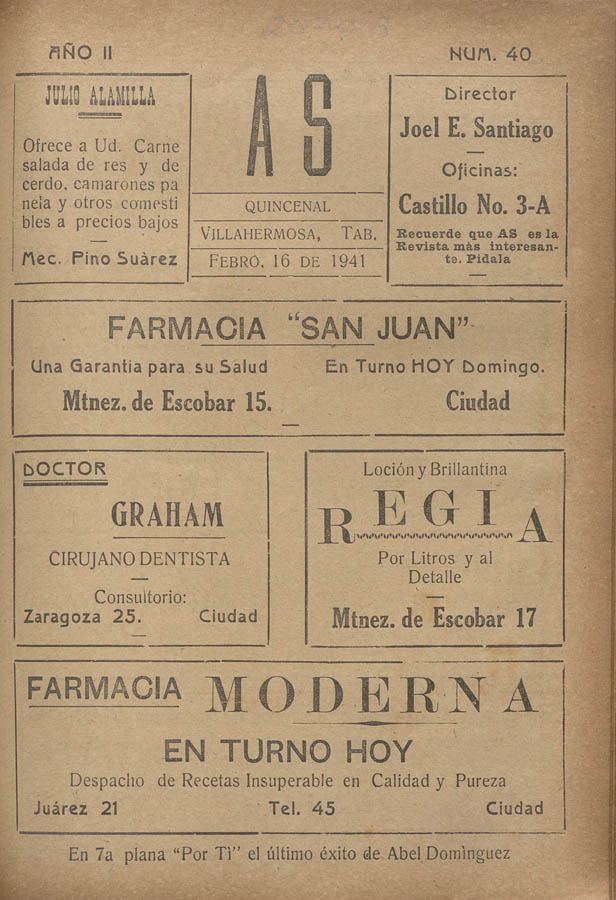 AÑO II
NUM. 40
JULIO ALAMILLA
Ofrece a Ud. Carne
salada de res y de
cerdo, camarones pa
nela y otros comesti
bles a precios bajos
Mec. Pino Suàrez
AS
QUINCENAL
VILLAHERMOSA, TAB.
FEBRO, 16 DE 1941
Director
Joel E. Santiago
Oficinas:
Castillo No. 3-A
Recuerde que AS es la
Revista màs interesan-
te. Pídala
FARMACIA "SAN JUAN"
Una Garantía para su Salud
En Turno HOY Domingo.
Mtnez. de Escobar 15.
Ciudad
DOCTOR
GRAHAM
CIRUJANO DENTISTA
Consultorio:
Zaragoza 25. Ciudad
Loción y Brillantina
REGIA
Por Litros y al
Detalle
Mtnez. de Escobar 17
FARMACIA MODERNA
EN TURNO HOY
Despacho de Recetas Insuperable en Calidad y Pureza
Juárez 21 Tel. 45 Ciudad
En 7a plana "Por Tì" el último éxito de Abel Domìnguez